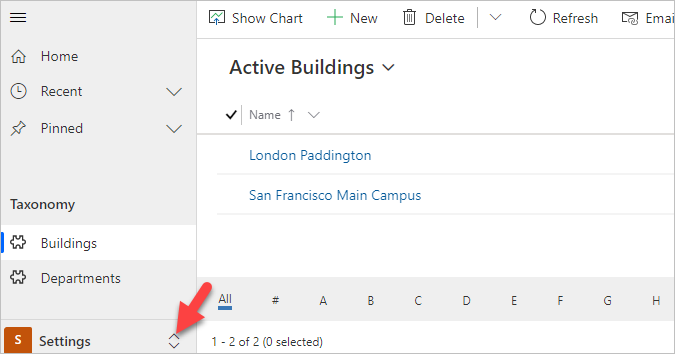 Show Chart New Delete Refresh Emai
Home
Recent
Pinned
Taxonomy
Buildings
Departments
S Settings
Active Buildings
Name
London Paddington
San Francisco Main Campus
All # A B C D E F G H
1 - 2 of 2 (0 selected)